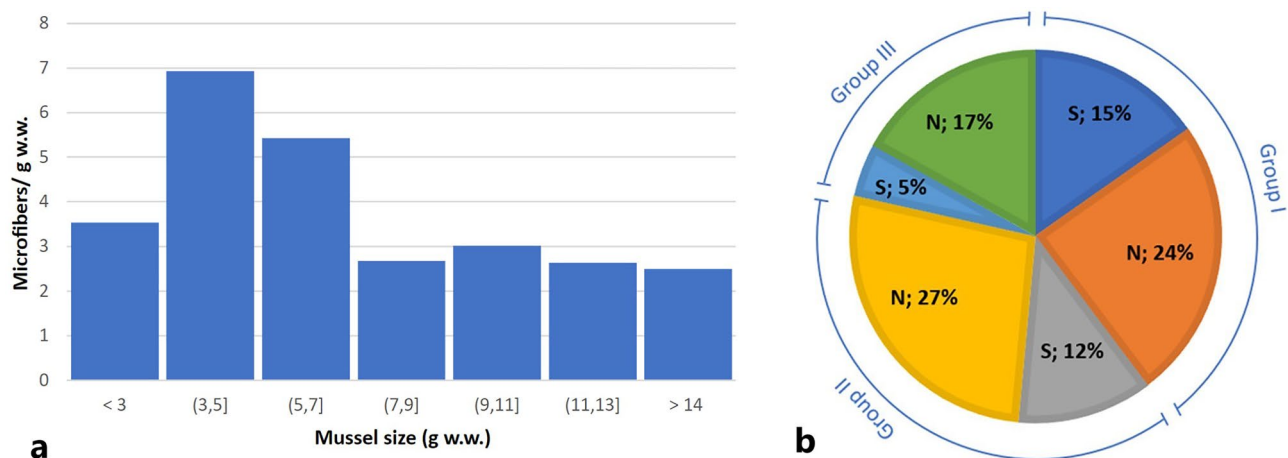 8
7
6
5
4
3
2
1
0
Microfibers/ g w.w.
< 3
(3,5]
(5,7]
(7,9]
(9,11]
(11,13]
> 14
Mussel size (g w.w.)
a
Group III
Group I
Group II
S; 15%
N; 24%
S; 12%
N; 27%
S; 5%
N; 17%
b